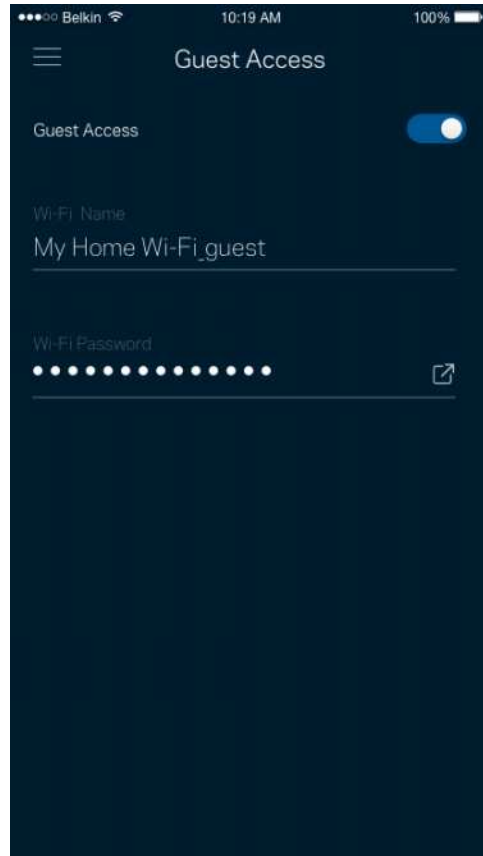 Belkin 10:19 AM 100%
Guest Access
Guest Access
Wi-Fi Name
My Home Wi-Fi_guest
Wi-Fi Password
●●●●●●●●●●●●●●